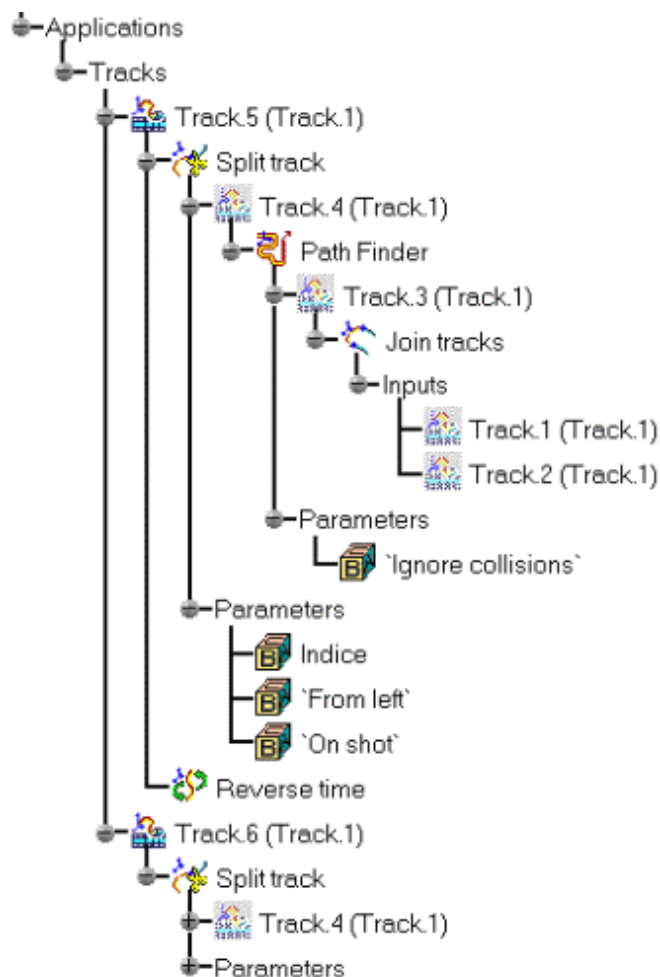 Applications
Tracks
Track.5 (Track.1)
Split track
Track.4 (Track.1)
Path Finder
Track.3 (Track.1)
Join tracks
Inputs
Track.1 (Track.1)
Track.2 (Track.1)
Parameters
B `Ignore collisions`
Parameters
B Indice
B `From left`
B `On shot`
Reverse time
Track.6 (Track.1)
Split track
Track.4 (Track.1)
Parameters